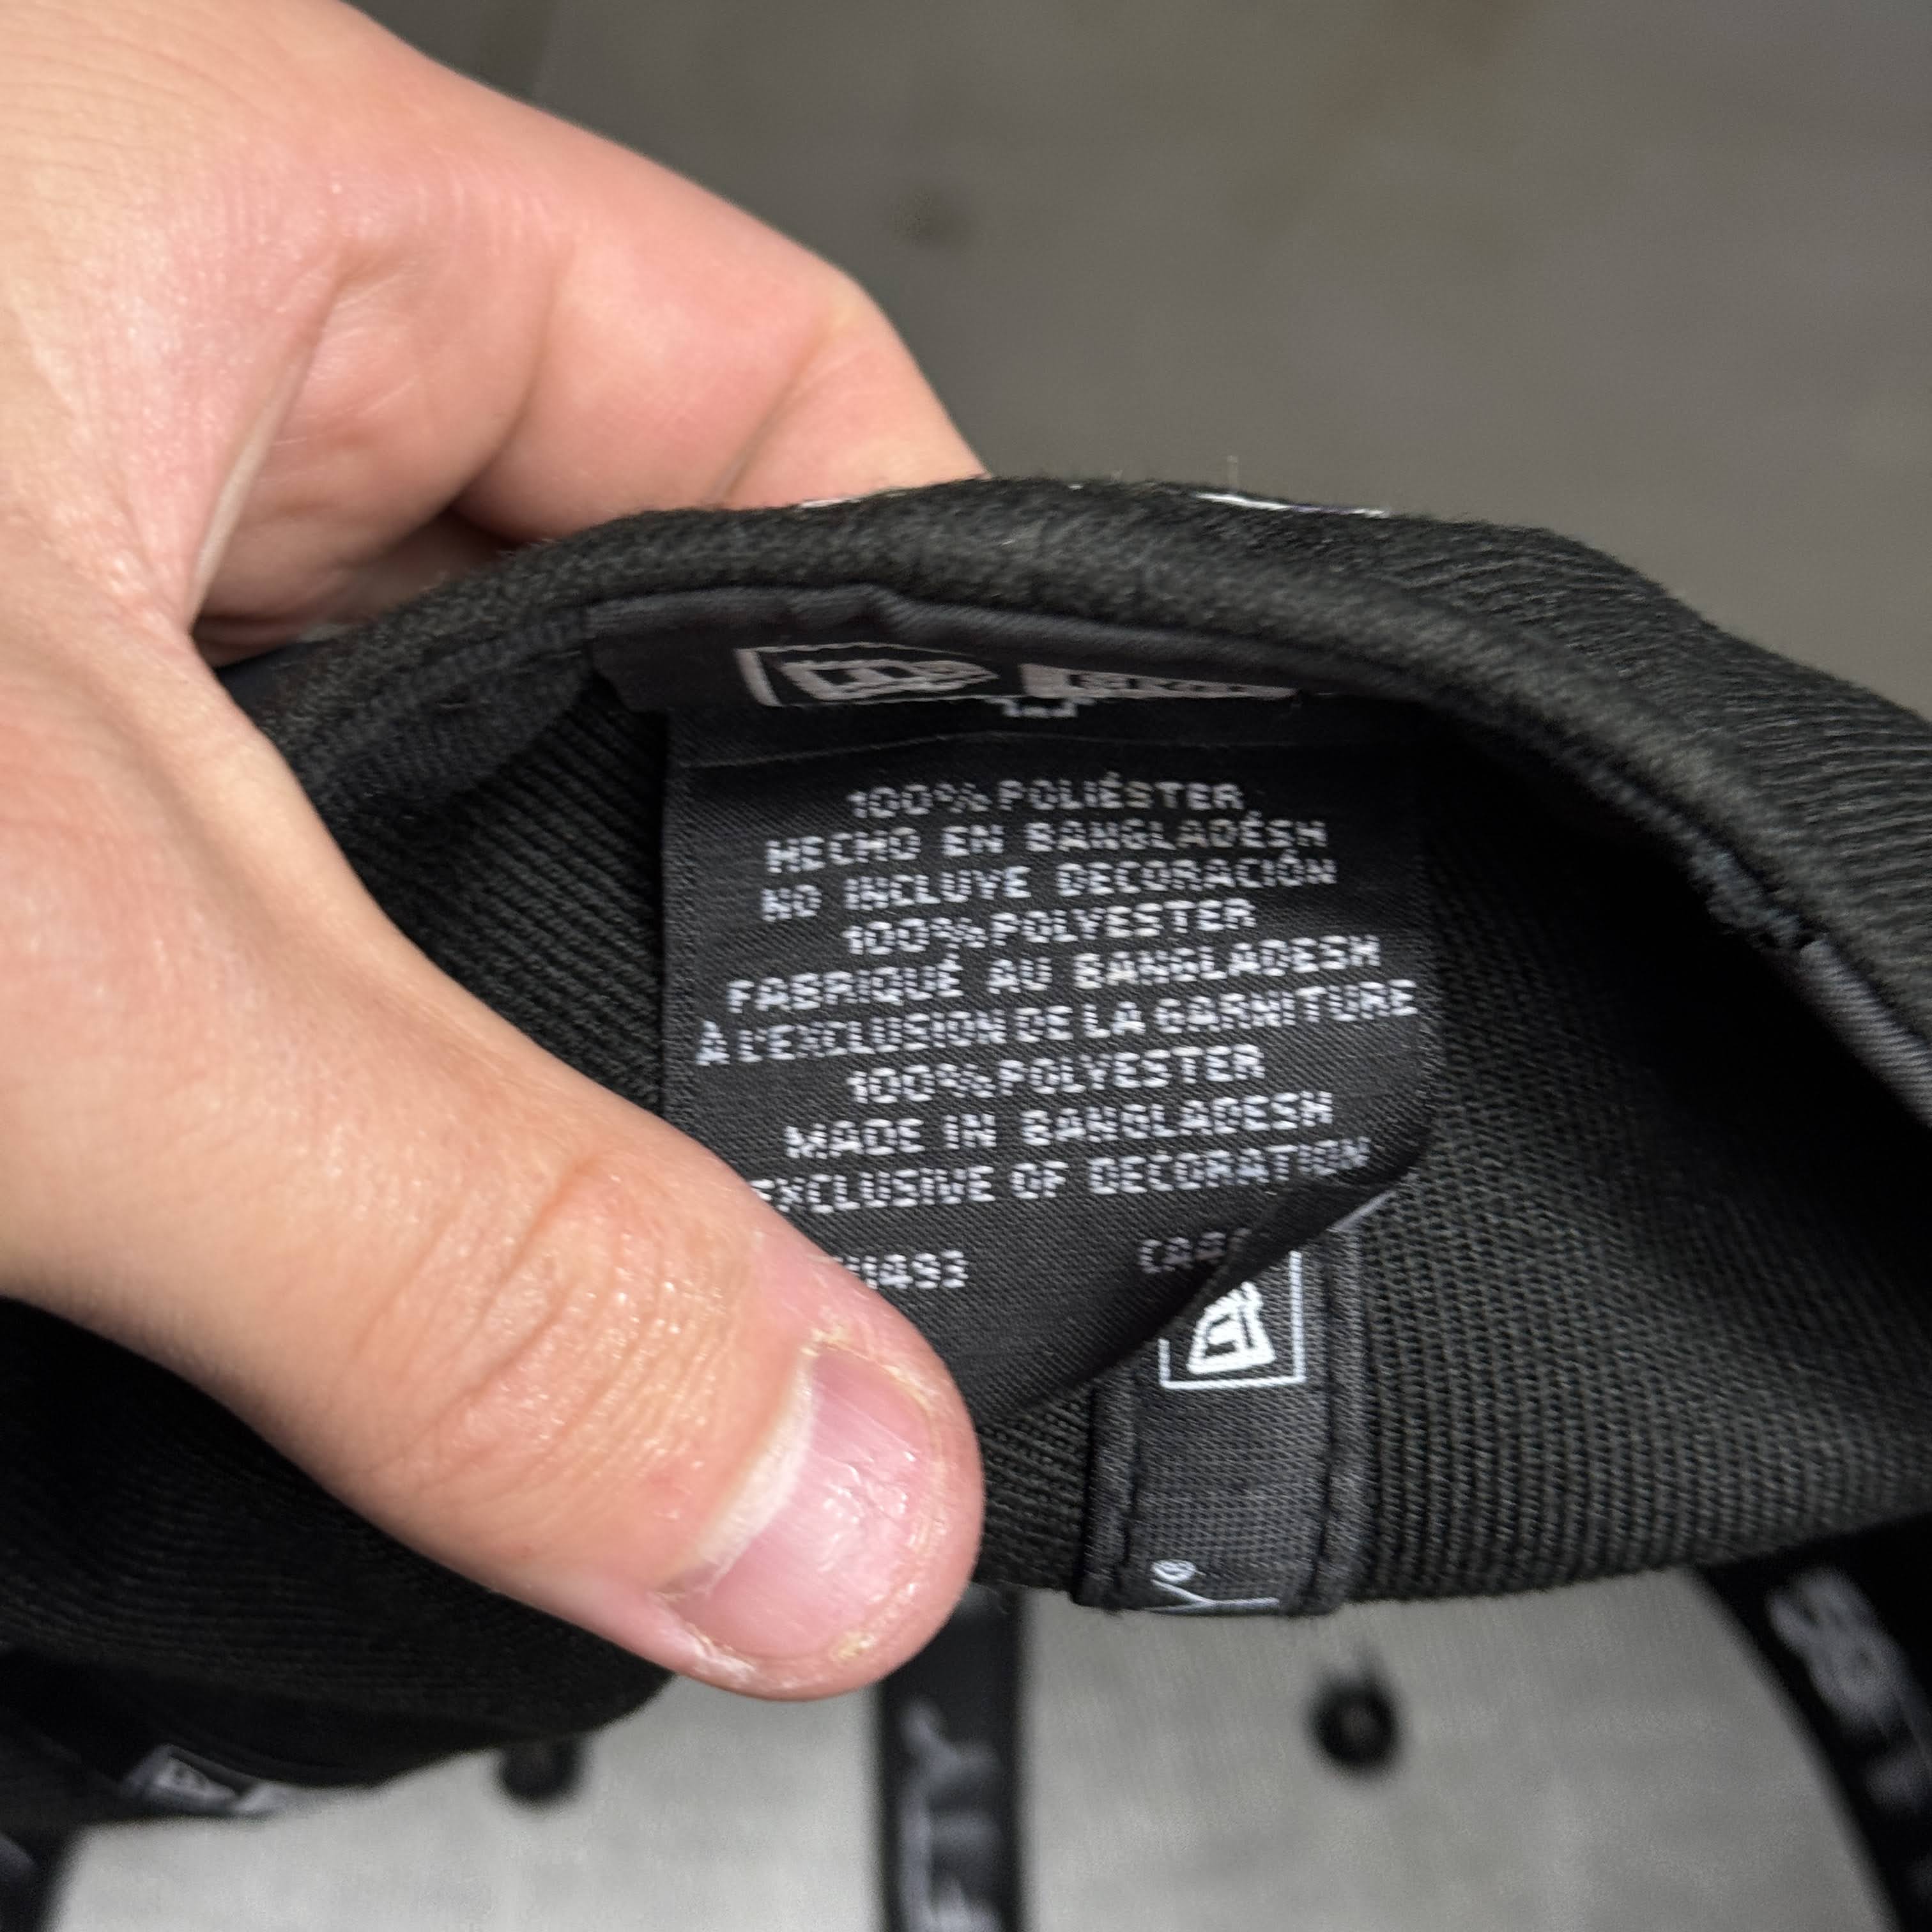 100% POLIÉSTER
HECHO EN BANGLADÉSH
NO INCLUYE DECORACIÓN
100% POLYESTER
FABRIQUÉ AU BANGLADESH
À L'EXCLUSION DE LA GARNITURE
100% POLYESTER
MADE IN BANGLADESH
EXCLUSIVE OF DECORATION